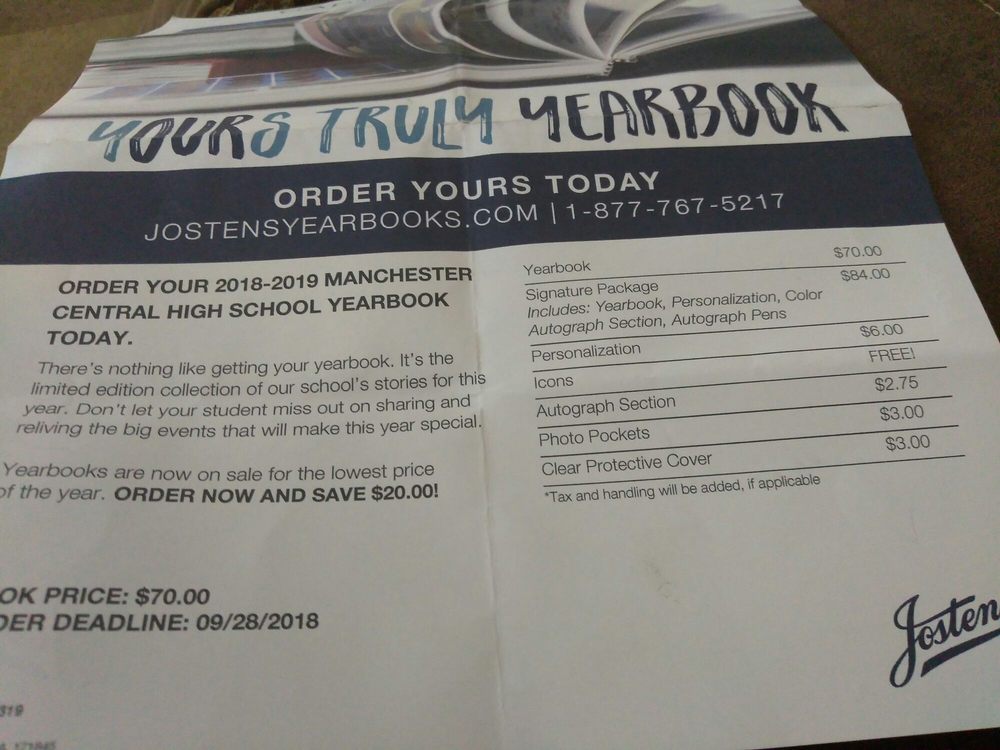 YOURS TRULY YEARBOOK
ORDER YOURS TODAY
JOSTENSYEARBOOKS.COM | 1-877-767-5217
ORDER YOUR 2018-2019 MANCHESTER
CENTRAL HIGH SCHOOL YEARBOOK
TODAY.
There's nothing like getting your yearbook. It's the
limited edition collection of our school's stories for this
year. Don't let your student miss out on sharing and
reliving the big events that will make this year special.
Yearbooks are now on sale for the lowest price
of the year. ORDER NOW AND SAVE $20.00!
OK PRICE: $70.00
DER DEADLINE: 09/28/2018
319
Yearbook $70.00
Signature Package $84.00
Includes: Yearbook, Personalization, Color
Autograph Section, Autograph Pens
Personalization $6.00
Icons FREE!
Autograph Section $2.75
Photo Pockets $3.00
Clear Protective Cover $3.00
*Tax and handling will be added, if applicable
Josten